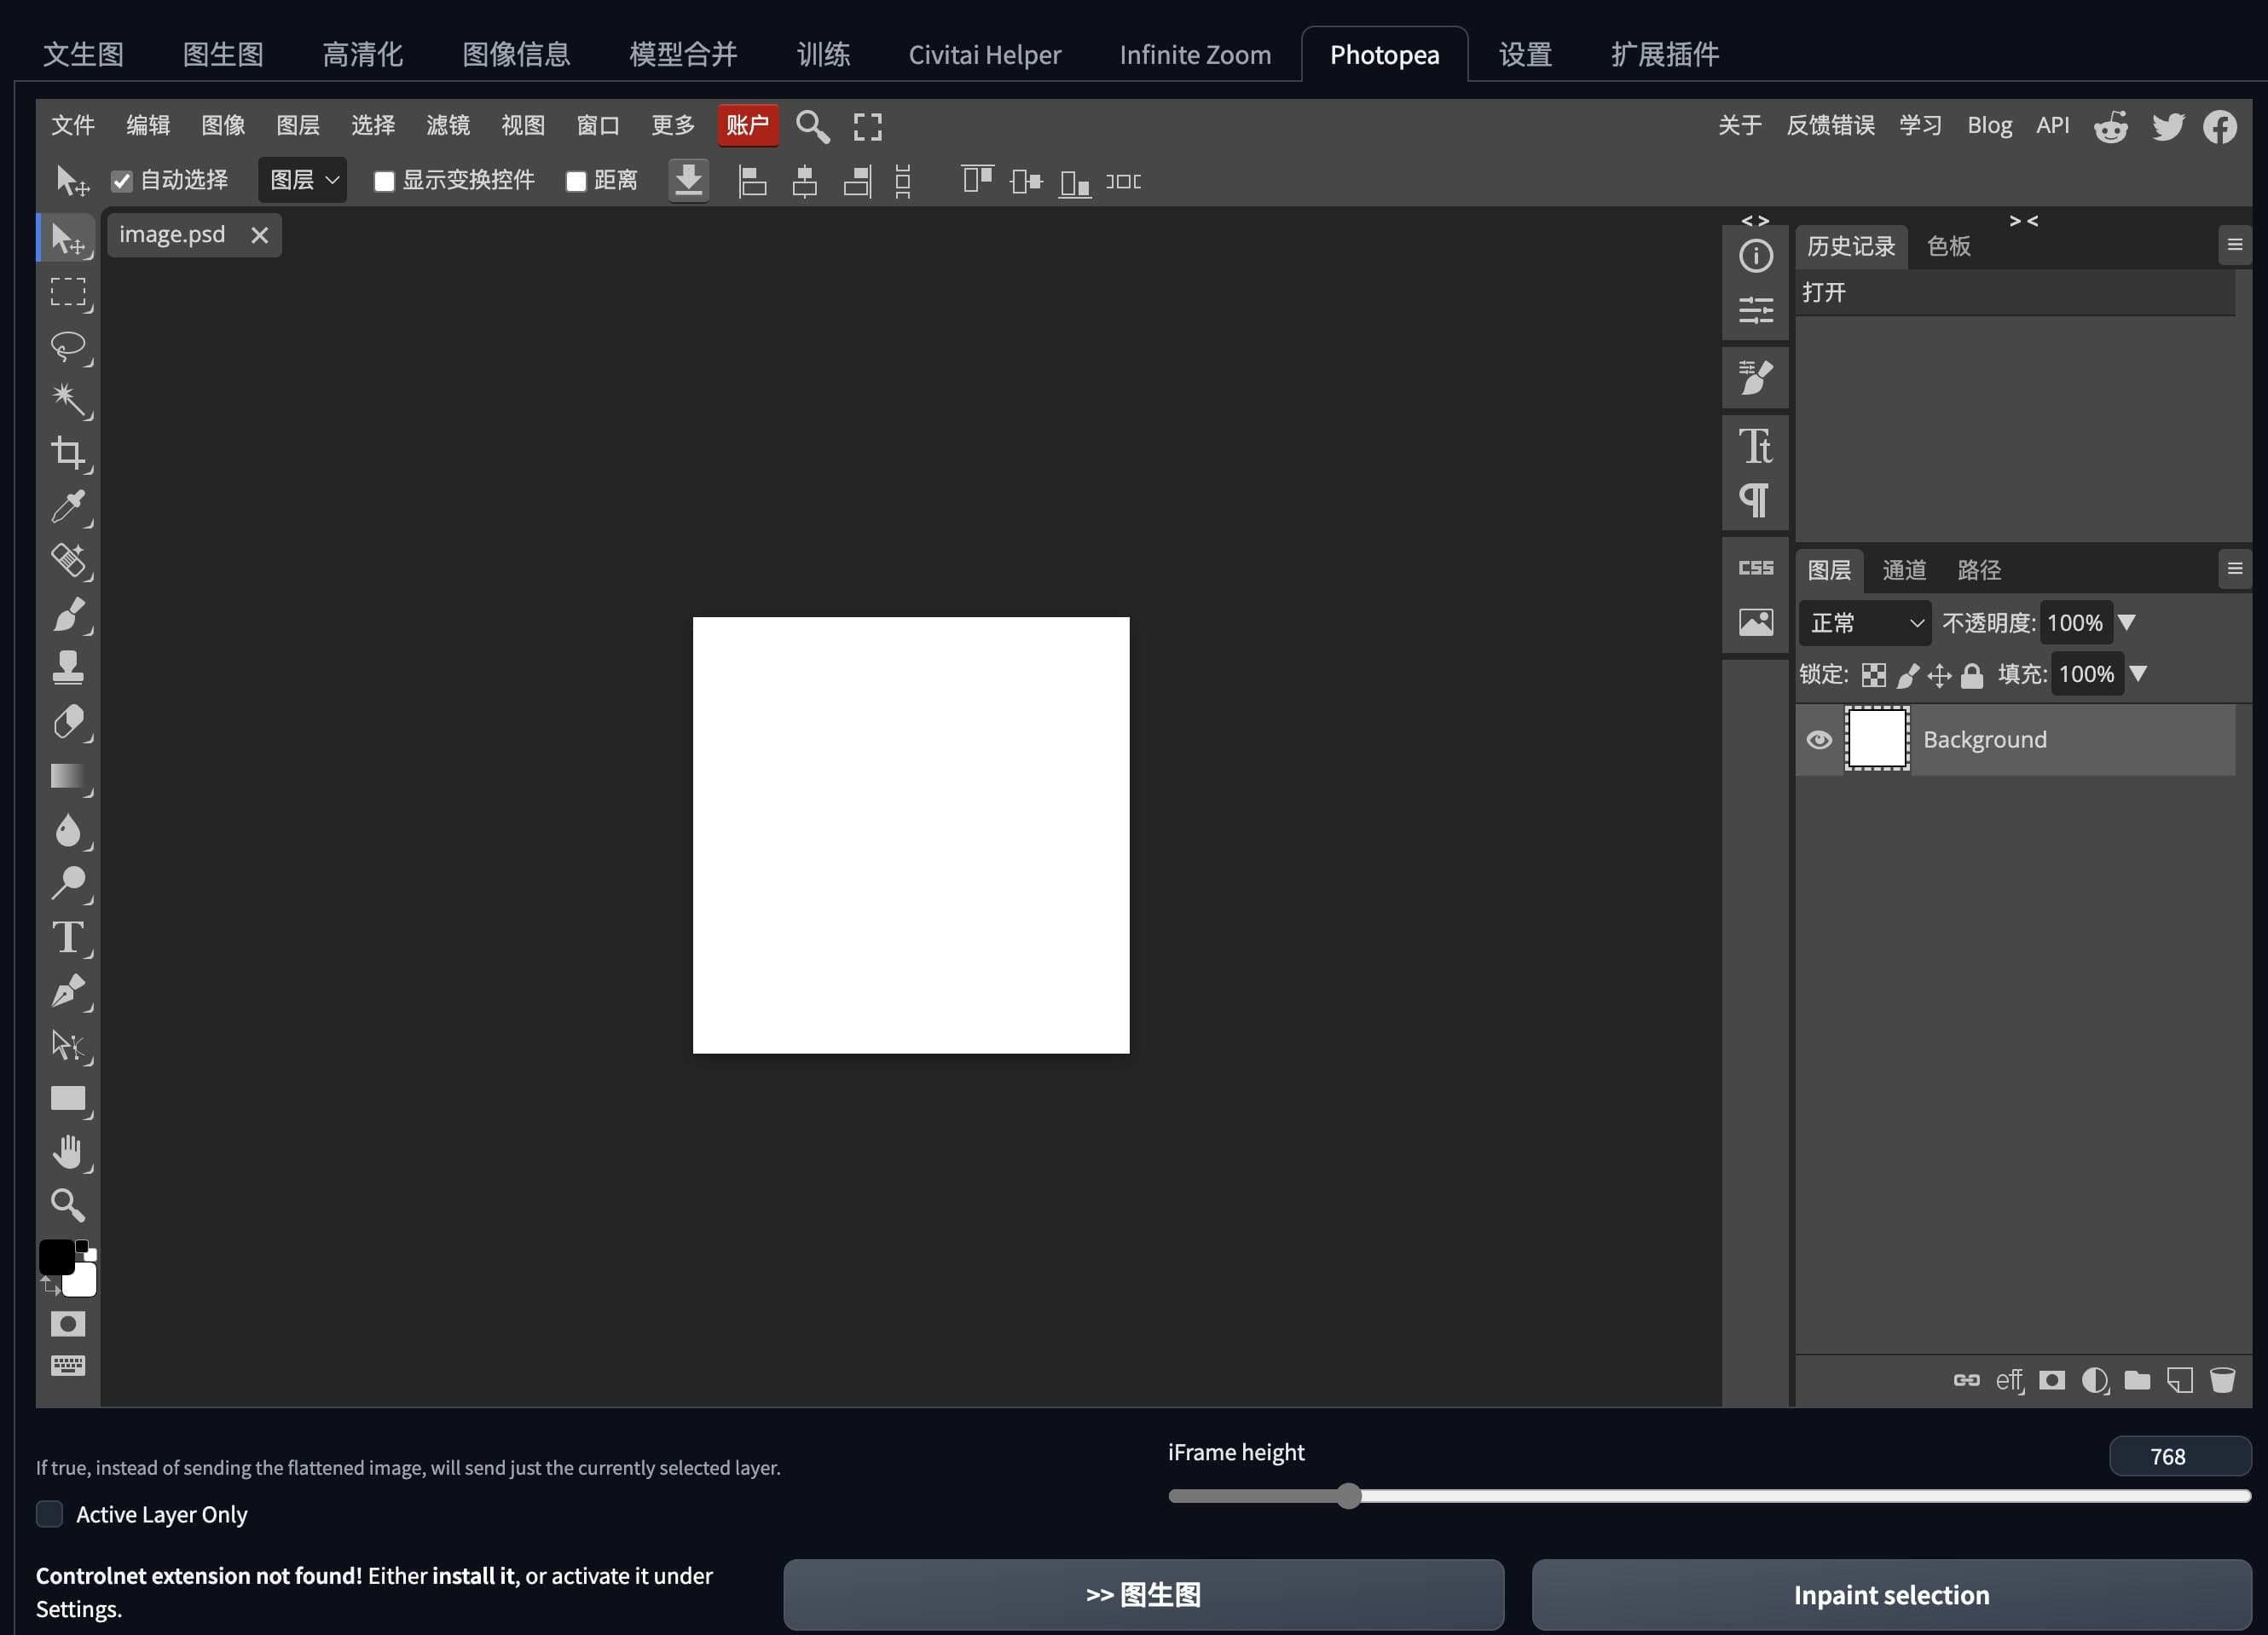 文生图 图生图 高清化 图像信息 模型合并 训练 Civitai Helper Infinite Zoom Photopea 设置 扩展插件
文件 编辑 图像 图层 选择 滤镜 视图 窗口 更多 账户 关于 反馈错误 学习 Blog API
自动选择 图层 显示变换控件 距离
image.psd
< > > <
历史记录 色板
打开
Tt
¶
CSS
图层 通道 路径
正常 不透明度: 100%
锁定: 填充: 100%
Background
T
eff
iFrame height 768
If true, instead of sending the flattened image, will send just the currently selected layer.
Active Layer Only
Controlnet extension not found! Either install it, or activate it under
Settings.
>> 图生图
Inpaint selection